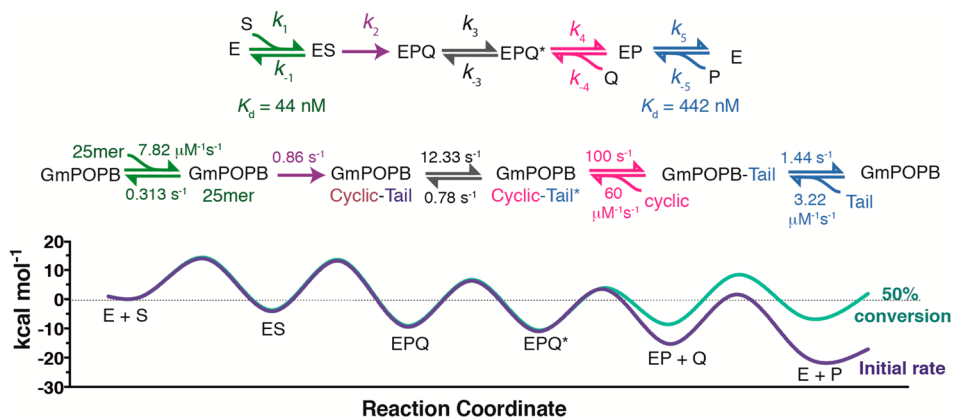 S k₁ k₂ k₃ k₄ k₅
E ES EPQ EPQ* EP E
k₋₁ k₋₃ k₋₄ Q k₋₅ P
K_d = 44 nM K_d = 442 nM
25mer 7.82 μM⁻¹s⁻¹ 0.86 s⁻¹ 12.33 s⁻¹ 100 s⁻¹ 1.44 s⁻¹
GmPOPB GmPOPB GmPOPB GmPOPB GmPOPB-Tail GmPOPB
0.313 s⁻¹ 25mer Cyclic-Tail 0.78 s⁻¹ Cyclic-Tail* 60 cyclic 3.22 Tail
μM⁻¹s⁻¹ μM⁻¹s⁻¹
kcal mol⁻¹
20
10
0
-10
-20
-30
E + S
ES
EPQ
EPQ*
EP + Q
E + P
50%
conversion
Initial rate
Reaction Coordinate